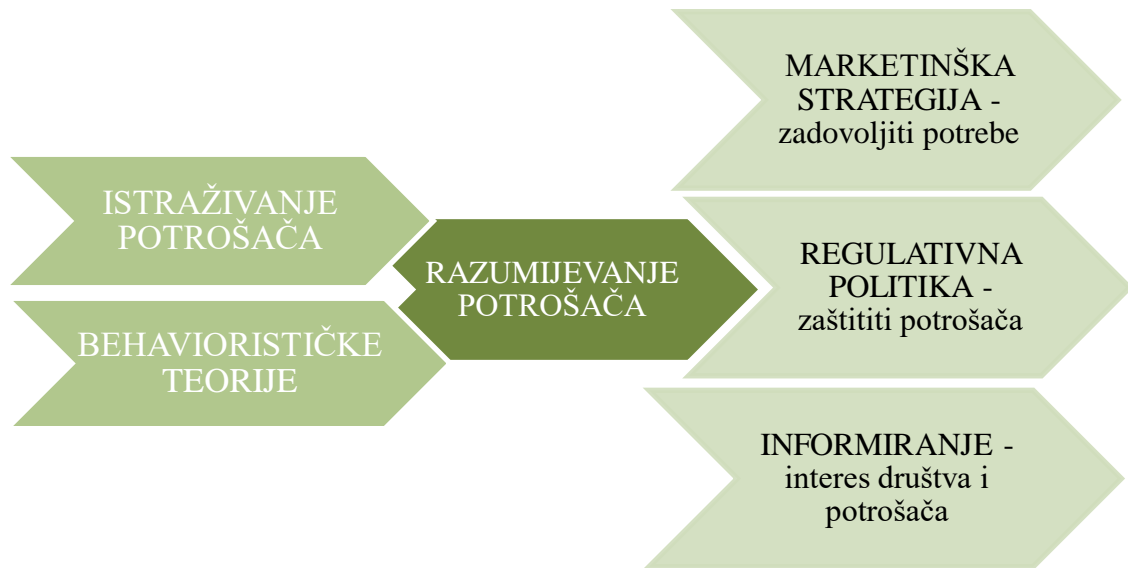 ISTRAŽIVANJE
POTROŠAČA
BEHAVIORISTIČKE
TEORIJE
RAZUMIJEVANJE
POTROŠAČA
MARKETINŠKA
STRATEGIJA -
zadovoljiti potrebe
REGULATIVNA
POLITIKA -
zaštititi potrošača
INFORMIRANJE -
interes društva i
potrošača